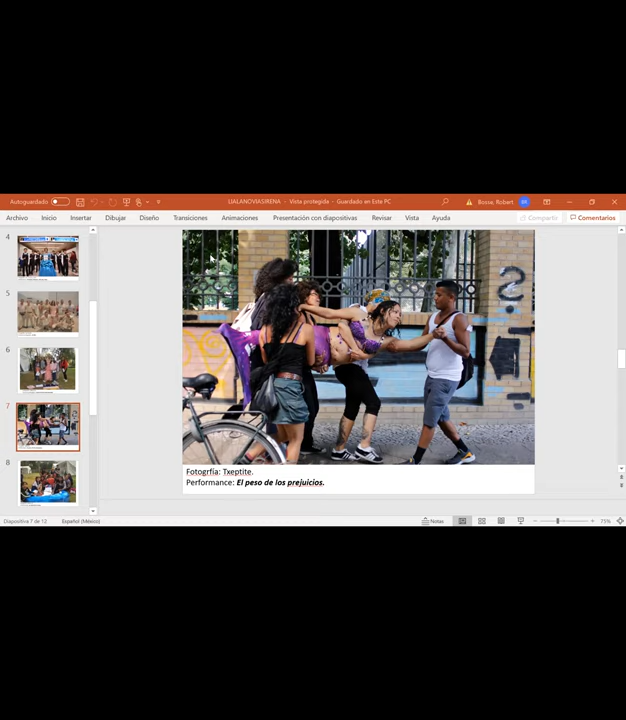 Autoguardado
UALANOVIASIRENA - Vista protegida - Guardado en Este PC
Bosse, Robert
BR
Archivo Inicio Insertar Dibujar Diseño Transiciones Animaciones Presentación con diapositivas Revisar Vista Ayuda Compartir Comentarios
4
5
6
7
8
Fotogrfía: Txeptite.
Performance: El peso de los prejuicios.
Diapositiva 7 de 12 Español (México) Notas 75%